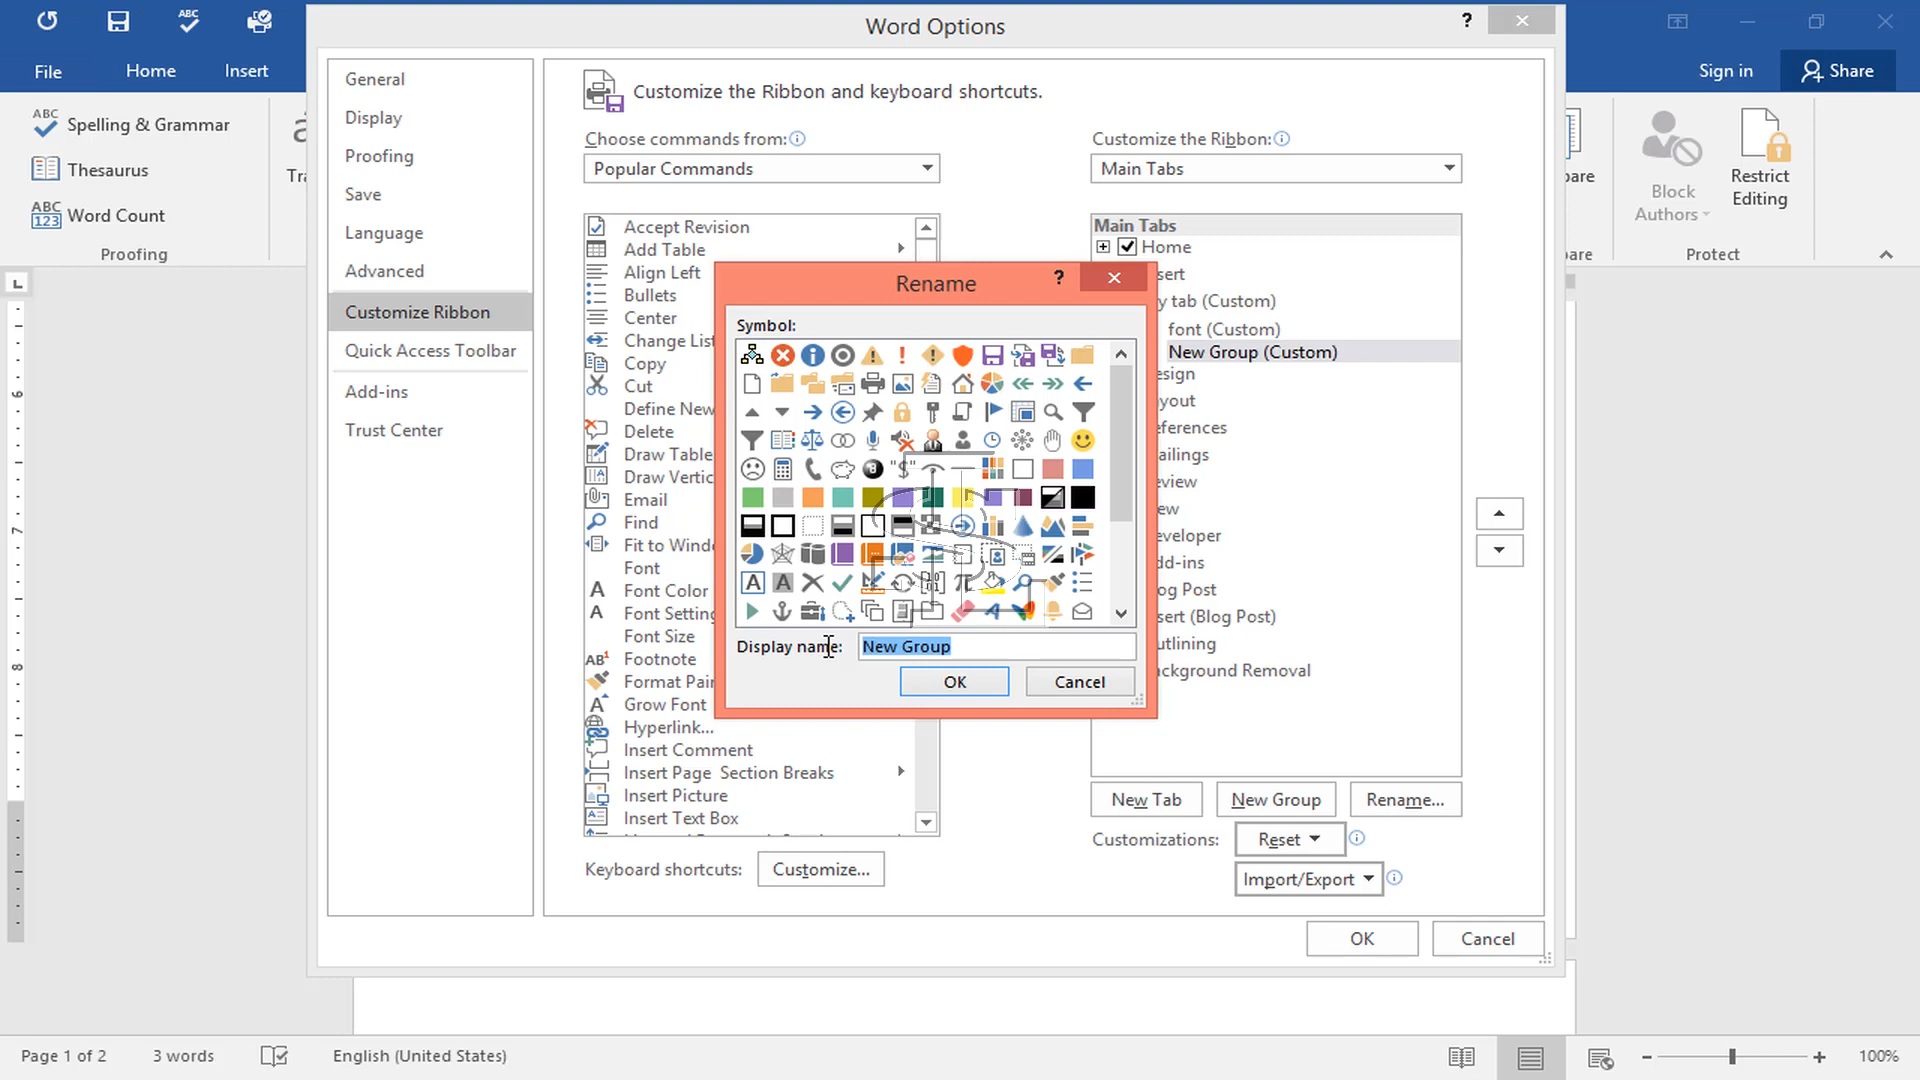 Word Options
?
File
Home
Insert
Sign in
Share
ABC
Spelling & Grammar
Thesaurus
ABC
123
Word Count
Proofing
Block
Authors
Restrict
Editing
Protect
General
Display
Proofing
Save
Language
Advanced
Customize Ribbon
Quick Access Toolbar
Add-ins
Trust Center
Customize the Ribbon and keyboard shortcuts.
Choose commands from:
Popular Commands
Accept Revision
Add Table
Align Left
Bullets
Center
Change List
Copy
Cut
Define New
Delete
Draw Table
Draw Vertic
Email
Find
Fit to Windo
Font
Font Color
Font Setting
Font Size
Footnote
Format Pain
Grow Font
Hyperlink...
Insert Comment
Insert Page  Section Breaks
Insert Picture
Insert Text Box
Keyboard shortcuts:
Customize...
Customize the Ribbon:
Main Tabs
Main Tabs
Home
sert
y tab (Custom)
font (Custom)
New Group (Custom)
esign
yout
eferences
ailings
eview
ew
eveloper
dd-ins
og Post
sert (Blog Post)
utlining
ckground Removal
New Tab
New Group
Rename...
Customizations:
Reset
Import/Export
OK
Cancel
Rename
?
Symbol:
Display name:
New Group
OK
Cancel
Page 1 of 2
3 words
English (United States)
100%